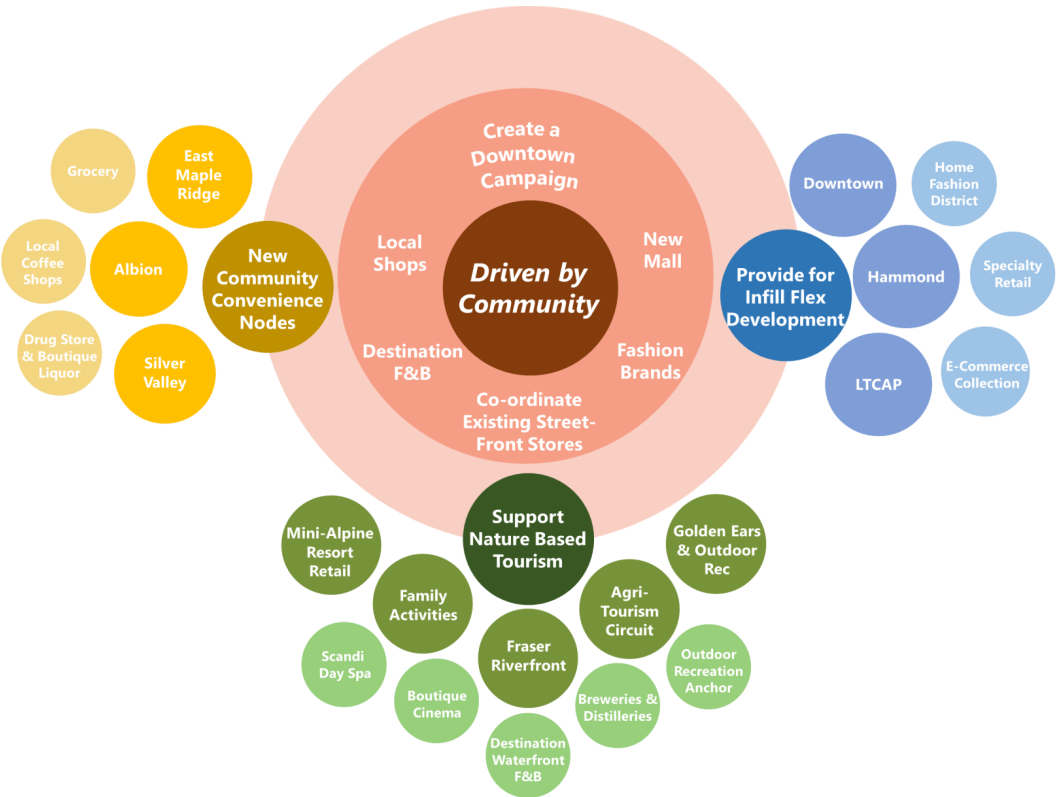 Create a
Downtown
Campaign
Local
Shops
New
Mall
Driven by
Community
Destination
F&B
Fashion
Brands
Co-ordinate
Existing Street-
Front Stores
Grocery
East
Maple
Ridge
Local
Coffee
Shops
Albion
New
Community
Convenience
Nodes
Drug Store
& Boutique
Liquor
Silver
Valley
Downtown
Home
Fashion
District
Provide for
Infill Flex
Development
Hammond
Specialty
Retail
LTCAP
E-Commerce
Collection
Support
Nature Based
Tourism
Mini-Alpine
Resort
Retail
Golden Ears
& Outdoor
Rec
Family
Activities
Agri-
Tourism
Circuit
Fraser
Riverfront
Scandi
Day Spa
Outdoor
Recreation
Anchor
Boutique
Cinema
Breweries &
Distilleries
Destination
Waterfront
F&B